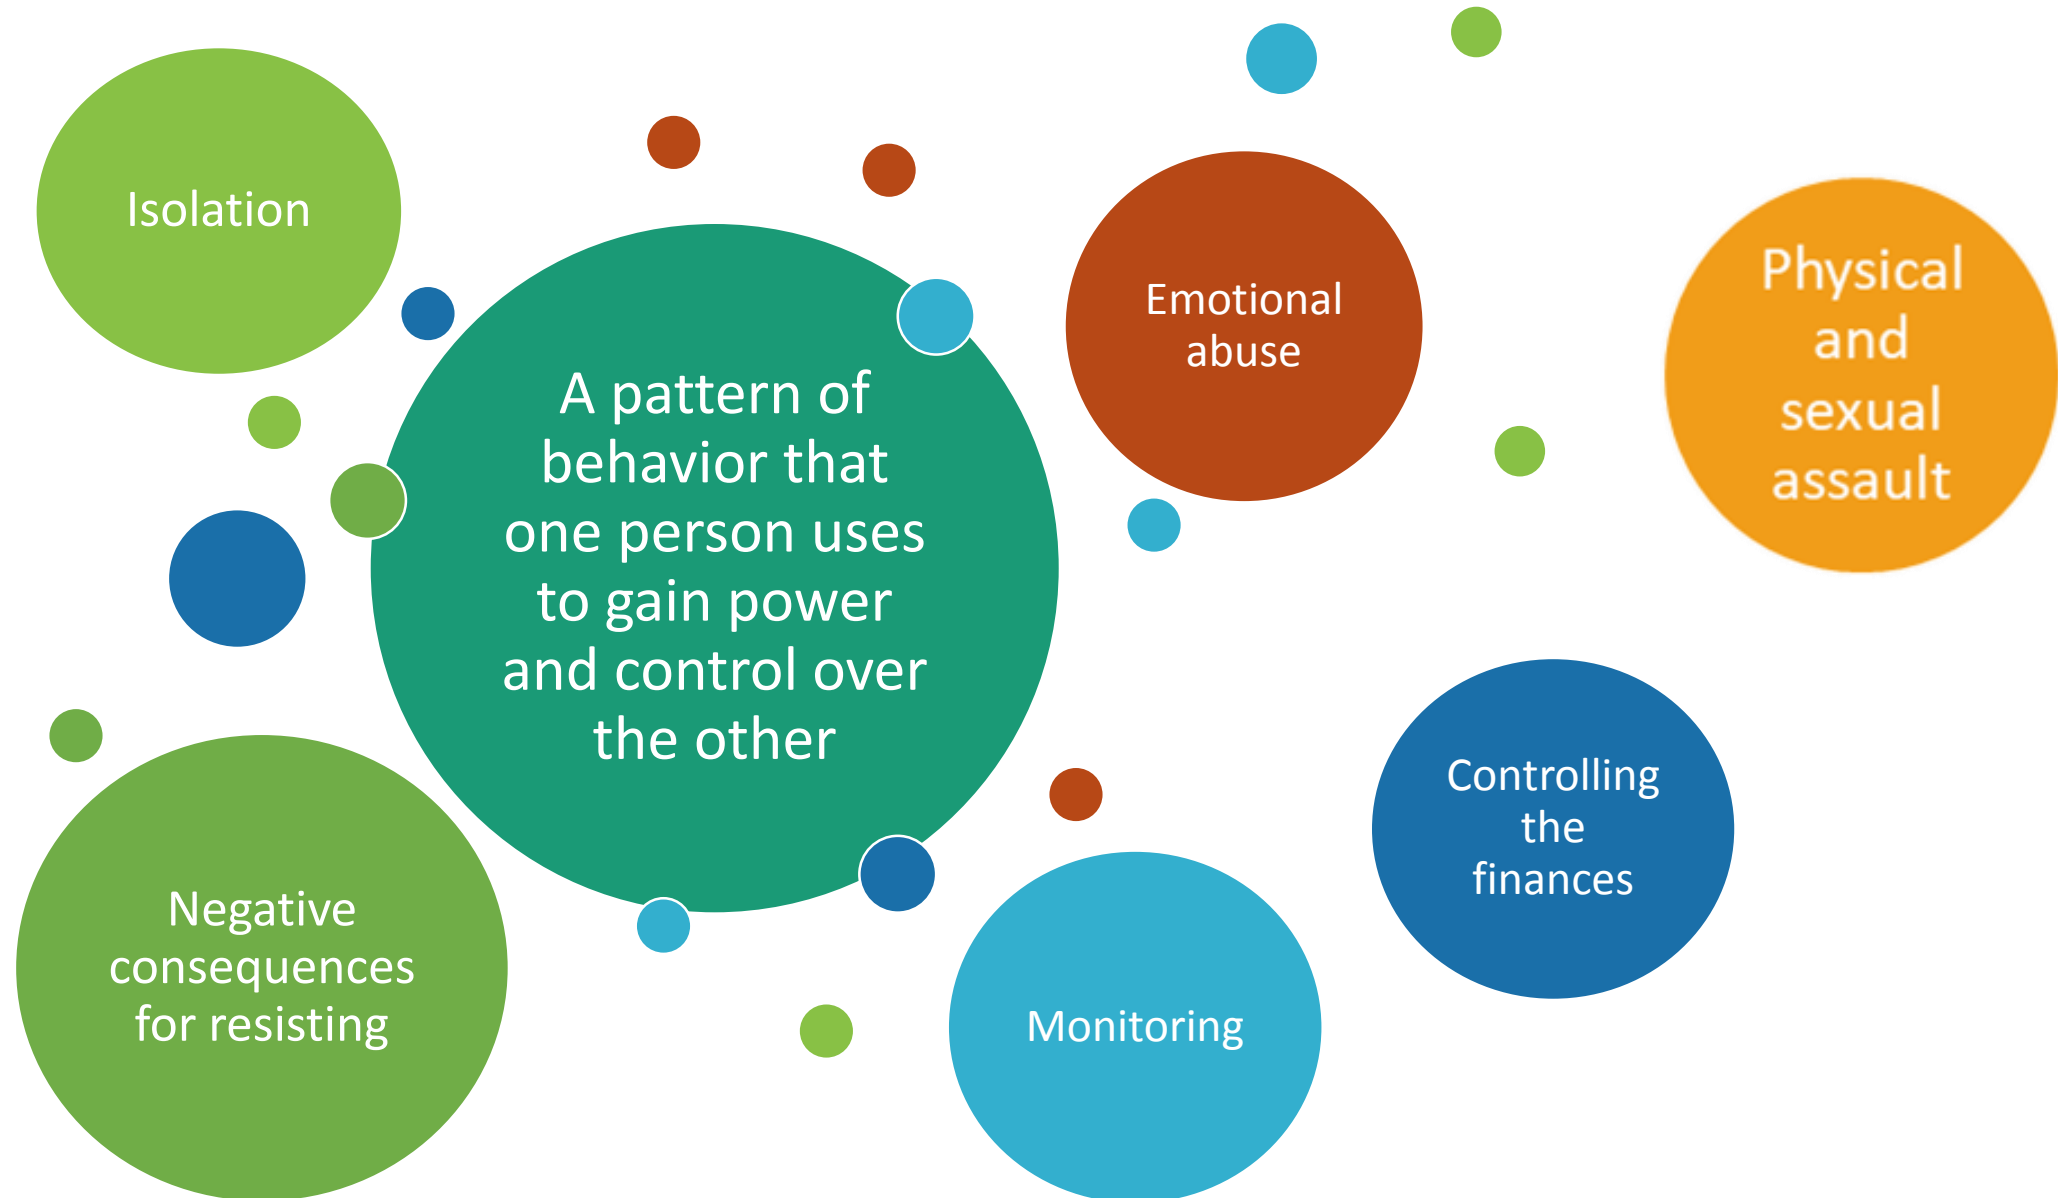 Isolation
A pattern of
behavior that
one person uses
to gain power
and control over
the other
Emotional
abuse
Physical
and
sexual
assault
Controlling
the
finances
Negative
consequences
for resisting
Monitoring